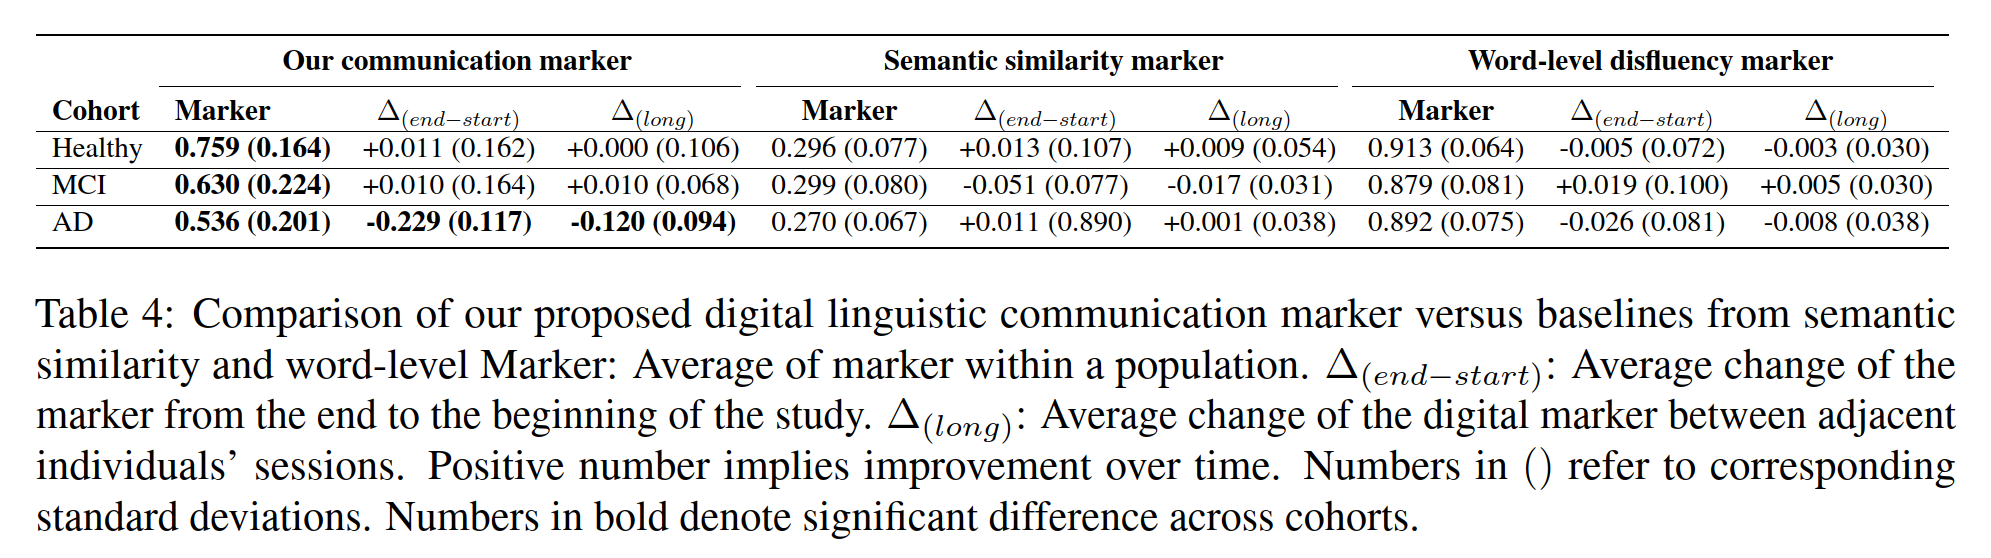 Our communication marker Semantic similarity marker Word-level disfluency marker
Cohort Marker Δ(end−start) Δ(long) Marker Δ(end−start) Δ(long) Marker Δ(end−start) Δ(long)
Healthy 0.759 (0.164) +0.011 (0.162) +0.000 (0.106) 0.296 (0.077) +0.013 (0.107) +0.009 (0.054) 0.913 (0.064) -0.005 (0.072) -0.003 (0.030)
MCI 0.630 (0.224) +0.010 (0.164) +0.010 (0.068) 0.299 (0.080) -0.051 (0.077) -0.017 (0.031) 0.879 (0.081) +0.019 (0.100) +0.005 (0.030)
AD 0.536 (0.201) -0.229 (0.117) -0.120 (0.094) 0.270 (0.067) +0.011 (0.890) +0.001 (0.038) 0.892 (0.075) -0.026 (0.081) -0.008 (0.038)
Table 4: Comparison of our proposed digital linguistic communication marker versus baselines from semantic
similarity and word-level Marker: Average of marker within a population. Δ(end−start): Average change of the
marker from the end to the beginning of the study. Δ(long): Average change of the digital marker between adjacent
individuals’ sessions. Positive number implies improvement over time. Numbers in () refer to corresponding
standard deviations. Numbers in bold denote significant difference across cohorts.